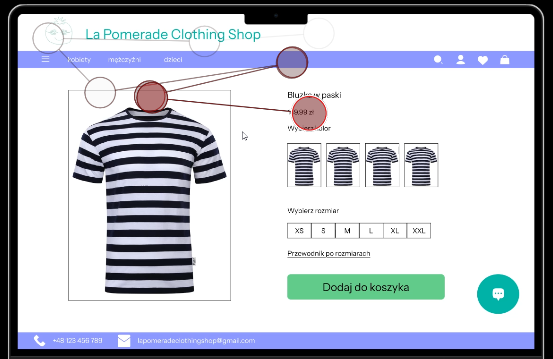 La Pomerade Clothing Shop
kobiety mężczyźni dzieci
Bluzka w paski
9,99 zł
Wybierz kolor
Wybierz rozmiar
XS S M L XL XXL
Przewodnik po rozmiarach
Dodaj do koszyka
+48 123 456 789 lapomeradeclothingshop@gmail.com